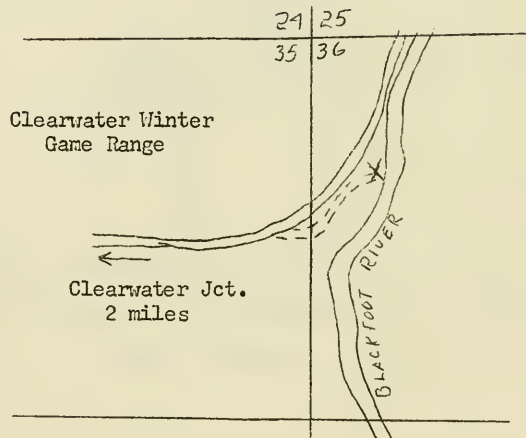 24 25
35 36
Clearwater Winter
Game Range
Clearwater Jct.
2 miles
BLACKFOOT RIVER